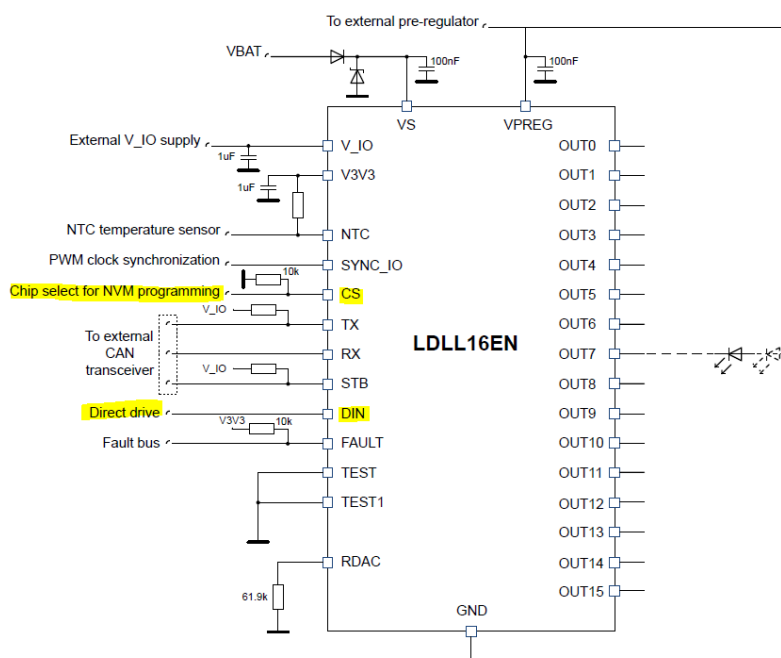 To external pre-regulator
VBAT
100nF
100nF
VS
VPREG
External V_IO supply
1uF
V_IO
OUT0
1uF
V3V3
OUT1
OUT2
NTC temperature sensor
NTC
OUT3
PWM clock synchronization
SYNC_IO
OUT4
10k
Chip select for NVM programming
CS
OUT5
V_IO
TX
OUT6
To external
CAN
transceiver
LDLL16EN
RX
OUT7
V_IO
STB
OUT8
Direct drive
DIN
OUT9
V3V3
10k
Fault bus
FAULT
OUT10
TEST
OUT11
TEST1
OUT12
OUT13
RDAC
OUT14
61.9k
OUT15
GND